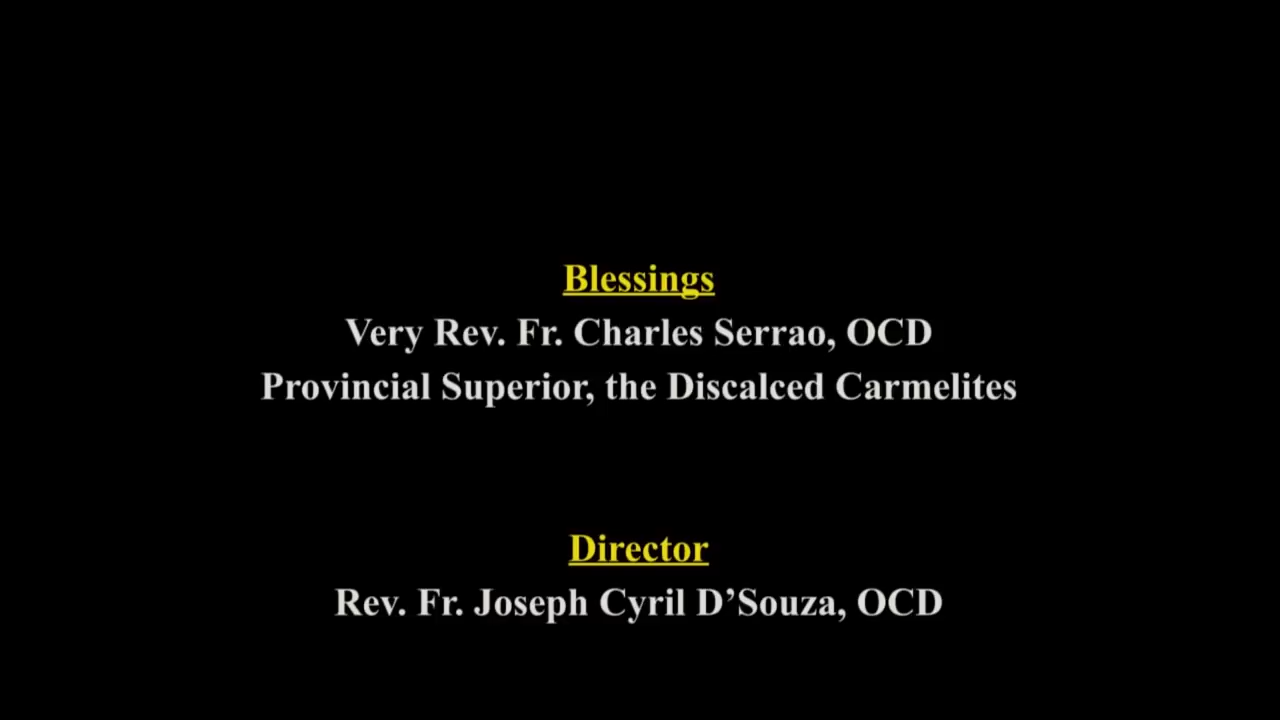 Blessings
Very Rev. Fr. Charles Serrao, OCD
Provincial Superior, the Discalced Carmelites
Director
Rev. Fr. Joseph Cyril D’Souza, OCD